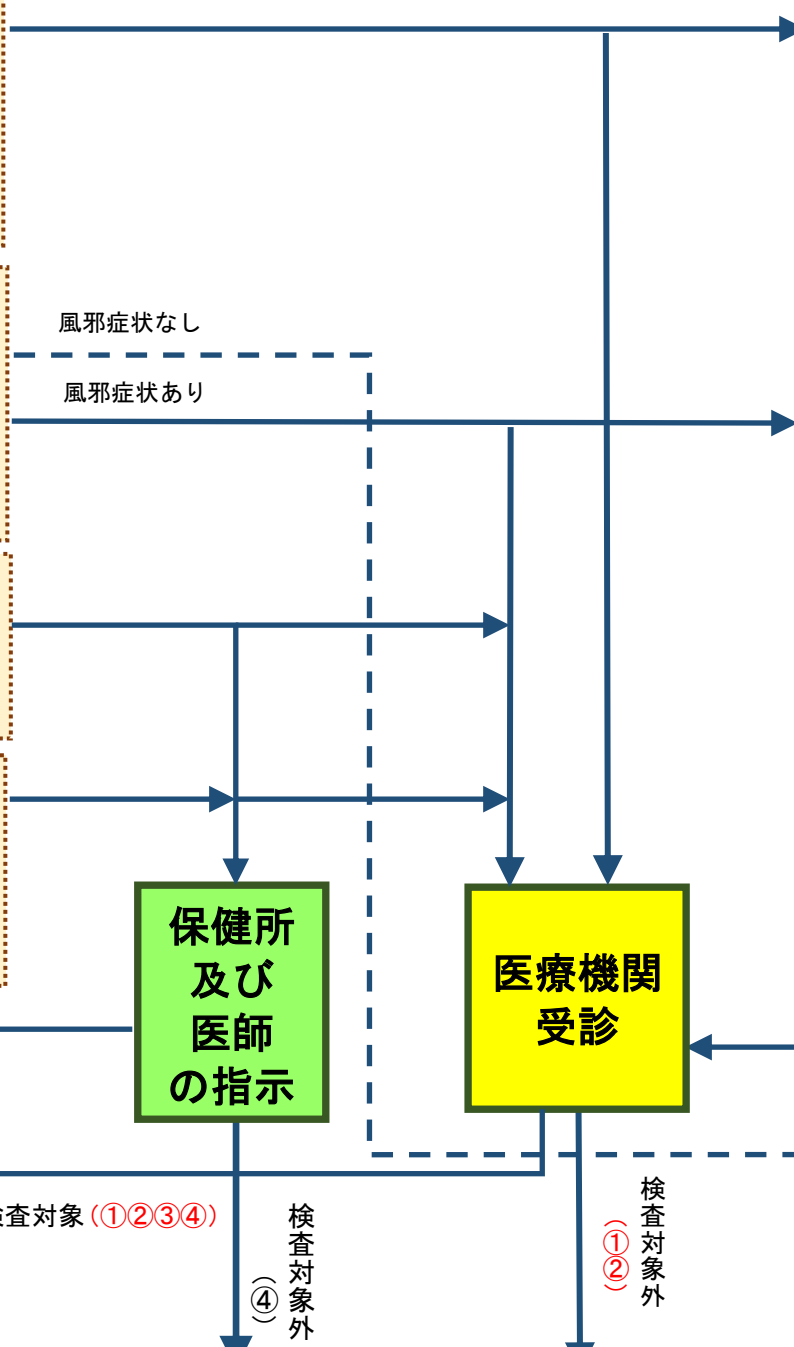 風邪症状なし
風邪症状あり
保健所
及び
医師
の指示
医療機関
受診
査対象(①②③④)
検査対象外
(④)
検査対象外
(①②)